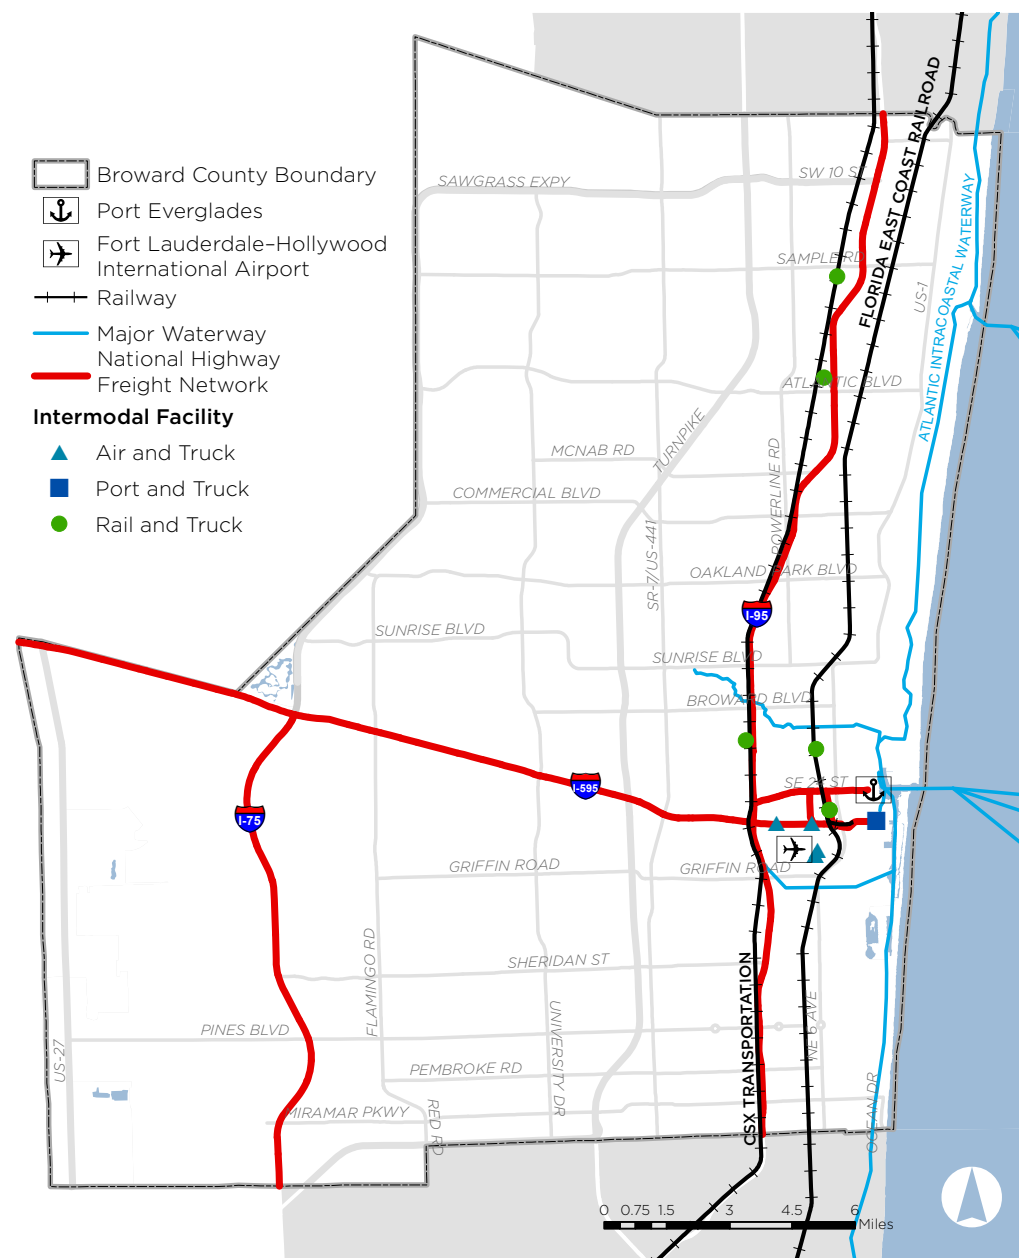 Broward County Boundary
Port Everglades
Fort Lauderdale–Hollywood
International Airport
Railway
Major Waterway
National Highway
Freight Network
Intermodal Facility
Air and Truck
Port and Truck
Rail and Truck
FLORIDA EAST COAST RAILROAD
SAWGRASS EXPY
SW 10 ST
SAMPLE RD
US-1
ATLANTIC INTRACOASTAL WATERWAY
ATLANTIC BLVD
TURNPIKE
MCNAB RD
POWERLINE RD
COMMERCIAL BLVD
SR-7/US-441
OAKLAND PARK BLVD
I-95
SUNRISE BLVD
SUNRISE BLVD
BROWARD BLVD
I-595
SE 24 ST
I-75
GRIFFIN ROAD
GRIFFIN ROAD
FLAMINGO RD
SHERIDAN ST
CSX TRANSPORTATION
UNIVERSITY DR
NE 6 AVE
PINES BLVD
US-27
PEMBROKE RD
MIRAMAR PKWY
RED RD
OCEAN DR
0 0.75 1.5 3 4.5 6
Miles